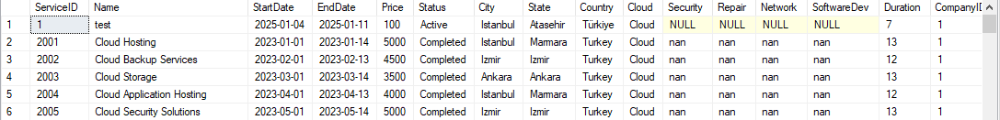 ServiceID Name StartDate EndDate Price Status City State Country Cloud Security Repair Network SoftwareDev Duration CompanyID
1 1 test 2025-01-04 2025-01-11 100 Active Istanbul Atasehir Türkiye Cloud NULL NULL NULL NULL 7 1
2 2001 Cloud Hosting 2023-01-01 2023-01-14 5000 Completed Istanbul Mamara Turkey Cloud nan nan nan nan 13 1
3 2002 Cloud Backup Services 2023-02-01 2023-02-13 4500 Completed Izmir Izmir Turkey Cloud nan nan nan nan 12 1
4 2003 Cloud Storage 2023-03-01 2023-03-14 3500 Completed Ankara Ankara Turkey Cloud nan nan nan nan 13 1
5 2004 Cloud Application Hosting 2023-04-01 2023-04-13 4000 Completed Istanbul Mamara Turkey Cloud nan nan nan nan 12 1
6 2005 Cloud Security Solutions 2023-05-01 2023-05-14 5000 Completed Izmir Izmir Turkey Cloud nan nan nan nan 13 1